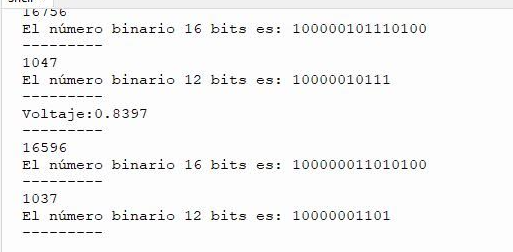 Shell
16756
El número binario 16 bits es: 100000101110100
---------
1047
El número binario 12 bits es: 10000010111
---------
Voltaje:0.8397
---------
16596
El número binario 16 bits es: 100000011010100
---------
1037
El número binario 12 bits es: 10000001101
---------